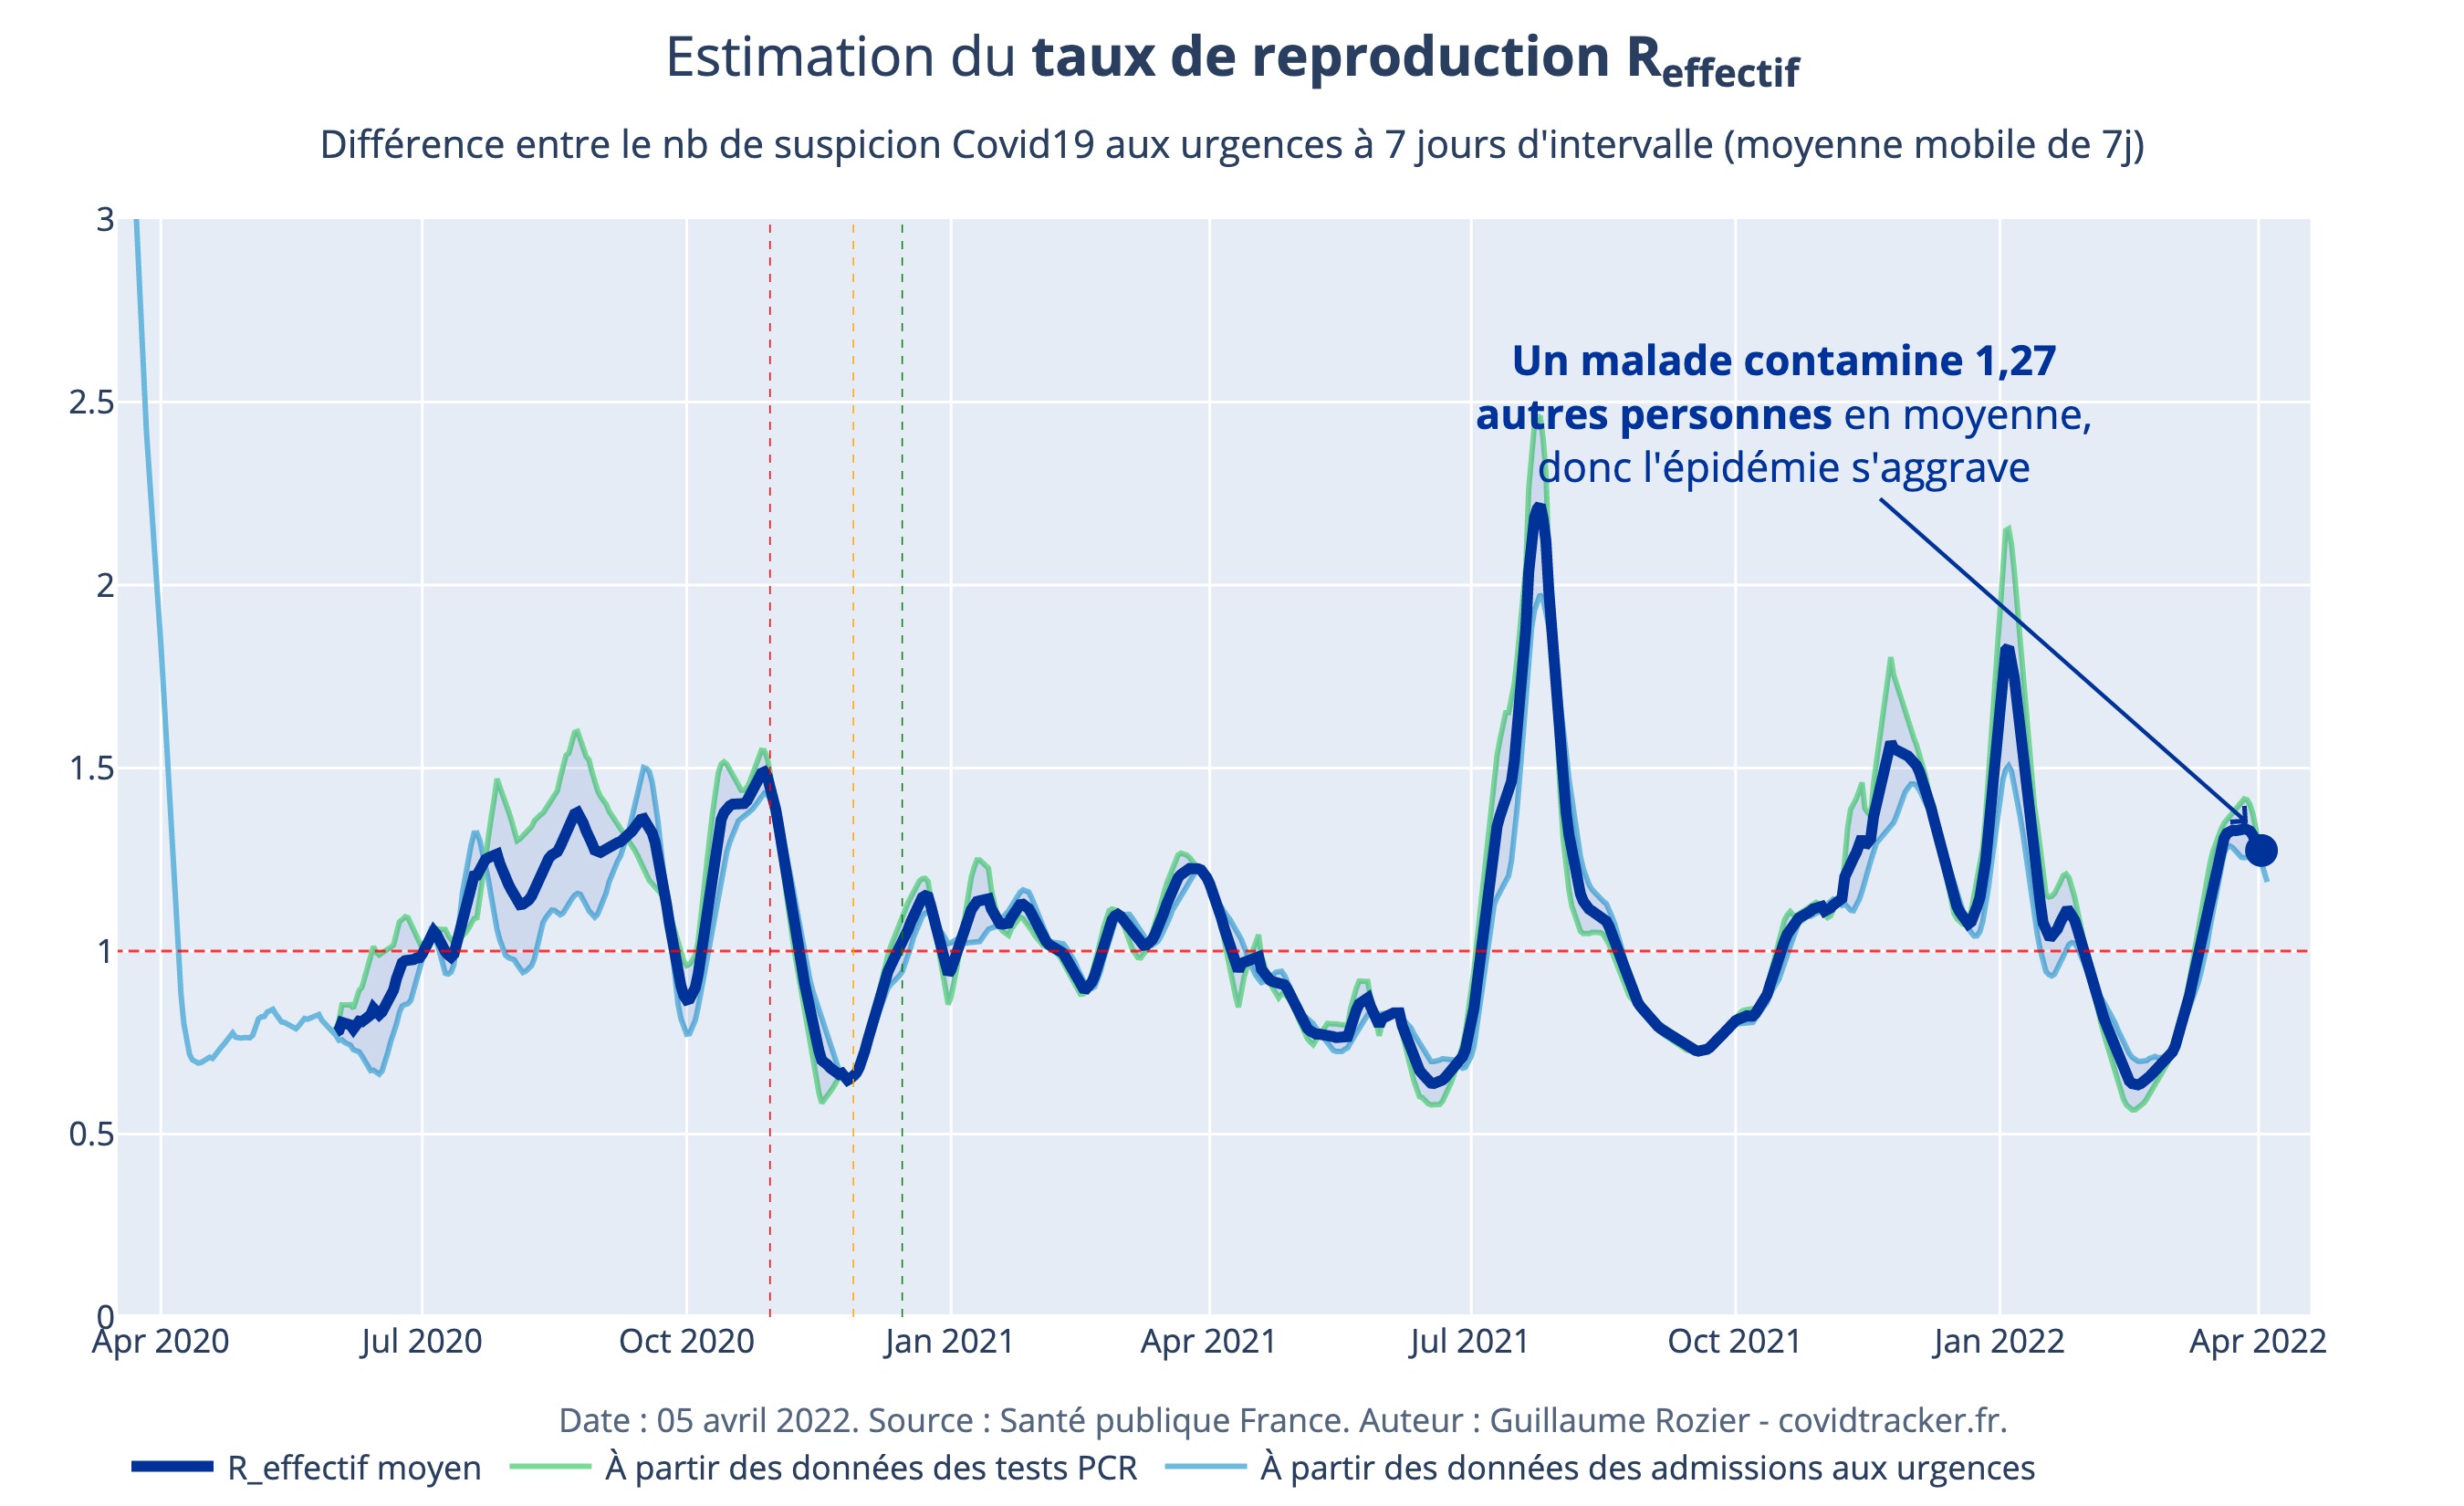 Estimation du taux de reproduction Reffectif
Différence entre le nb de suspicion Covid19 aux urgences à 7 jours d'intervalle (moyenne mobile de 7j)
3
2.5
2
1.5
1
0.5
0
Un malade contamine 1,27
autres personnes en moyenne,
donc l'épidémie s'aggrave
Apr 2020 Jul 2020 Oct 2020 Jan 2021 Apr 2021 Jul 2021 Oct 2021 Jan 2022 Apr 2022
Date : 05 avril 2022. Source : Santé publique France. Auteur : Guillaume Rozier - covidtracker.fr.
R_effectif moyen À partir des données des tests PCR À partir des données des admissions aux urgences